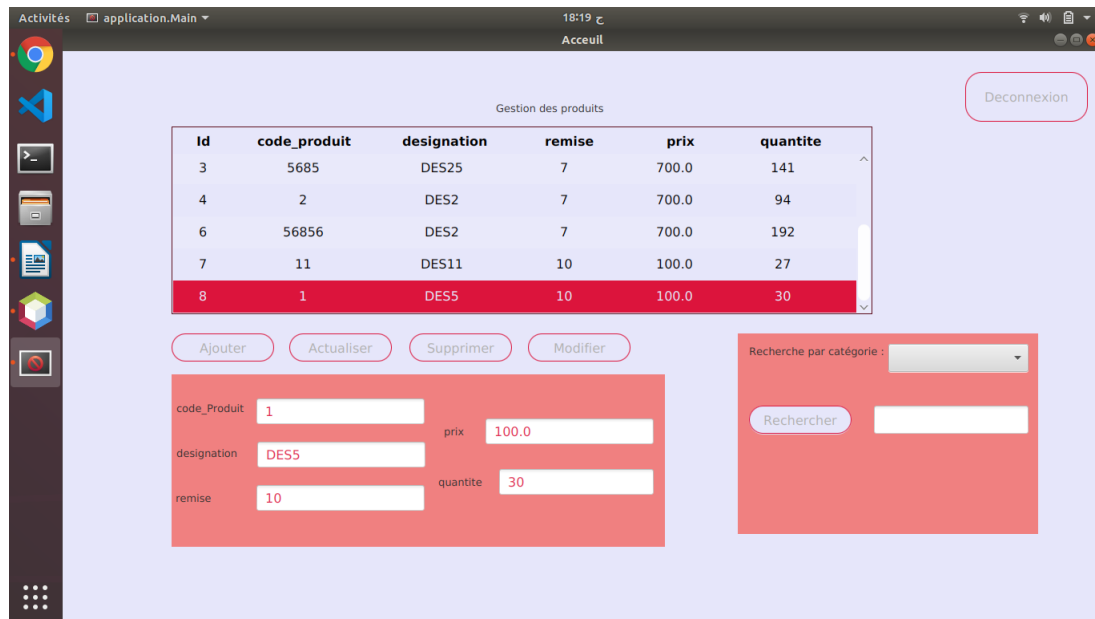 Activités application.Main 18:19 ح
Acceuil
Deconnexion
Gestion des produits
Id code_produit designation remise prix quantite
3 5685 DES25 7 700.0 141
4 2 DES2 7 700.0 94
6 56856 DES2 7 700.0 192
7 11 DES11 10 100.0 27
8 1 DES5 10 100.0 30
Ajouter Actualiser Supprimer Modifier
code_Produit 1
designation DES5
remise 10
prix 100.0
quantite 30
Recherche par catégorie :
Rechercher